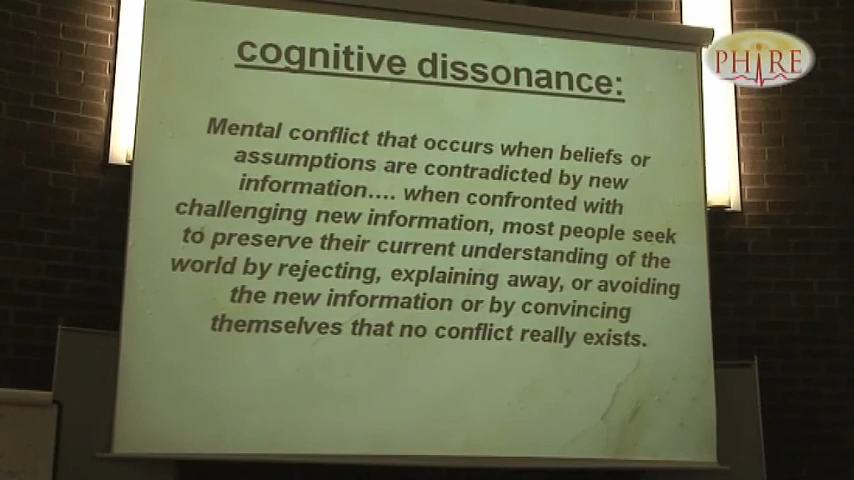 cognitive dissonance:
PHIRE
Mental conflict that occurs when beliefs or
assumptions are contradicted by new
information.... when confronted with
challenging new information, most people seek
to preserve their current understanding of the
world by rejecting, explaining away, or avoiding
the new information or by convincing
themselves that no conflict really exists.